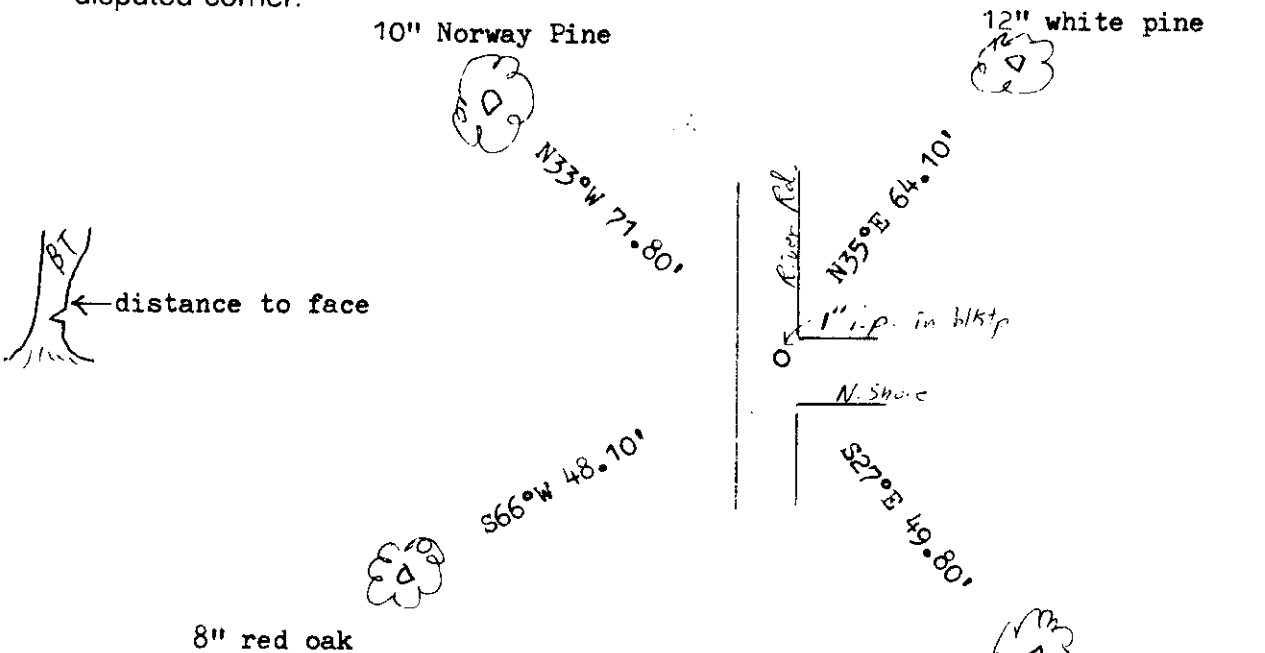 disputed corner.
10" Norway Pine
12" white pine
N33°W 71.80'
River Rd.
N35°E 64.10'
BT
distance to face
1" i.p. in blktp
N. Shore
S66°W 48.10'
S27°E 49.80'
8" red oak